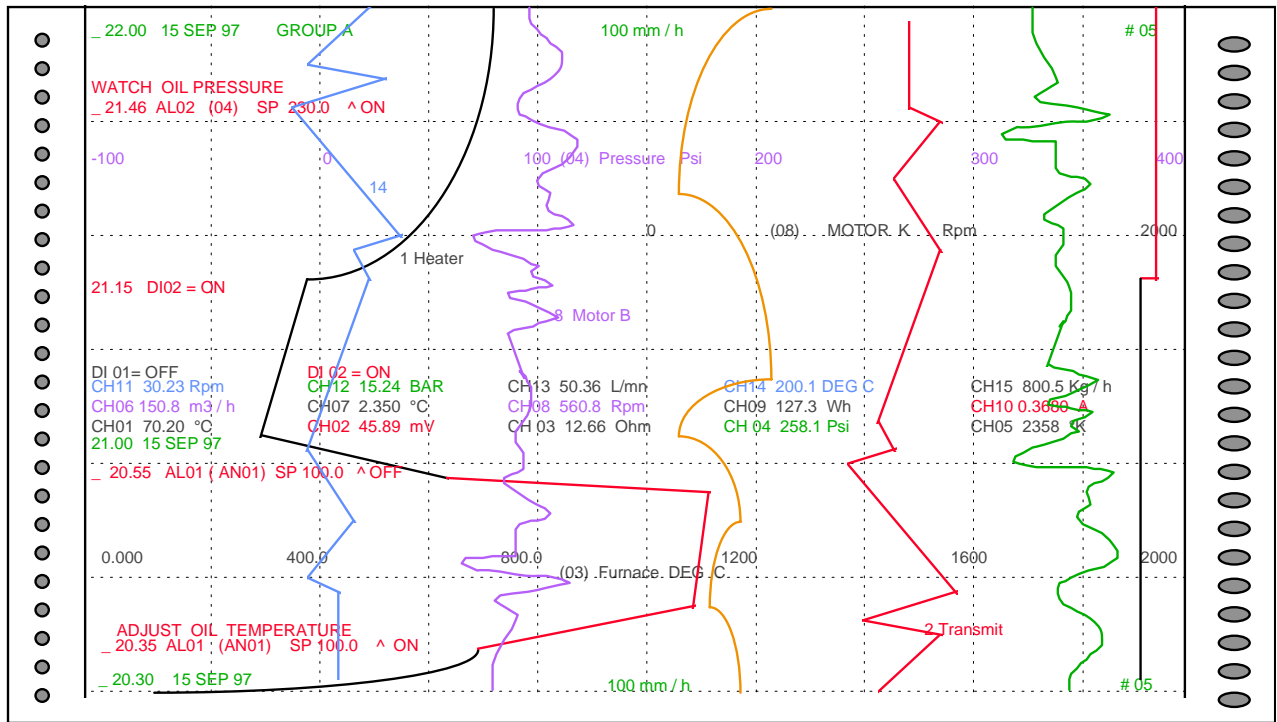 _ 22.00 15 SEP 97 GROUP A 100 mm / h # 05
WATCH OIL PRESSURE
_ 21.46 AL02 (04) SP 230.0 ^ ON
-100 0 100 (04) Pressure Psi 200 300 400
14
0 (08) MOTOR K Rpm 2000
1 Heater
21.15 DI02 = ON
8 Motor B
DI 01= OFF DI 02 = ON
CH11 30.23 Rpm CH12 15.24 BAR CH13 50.36 L/mn CH14 200.1 DEG C CH15 800.5 Kg / h
CH06 150.8 m3 / h CH07 2.350 °C CH08 560.8 Rpm CH09 127.3 Wh CH10 0.3680 A
CH01 70.20 °C CH02 45.89 mV CH 03 12.66 Ohm CH 04 258.1 Psi CH05 2358 °K
21.00 15 SEP 97
_ 20.55 AL01 ( AN01) SP 100.0 ^ OFF
0.000 400.0 800.0 1200 1600 2000
(03) Furnace DEG C
ADJUST OIL TEMPERATURE
2 Transmit
_ 20.35 AL01 (AN01) SP 100.0 ^ ON
_ 20.30 15 SEP 97 100 mm / h # 05